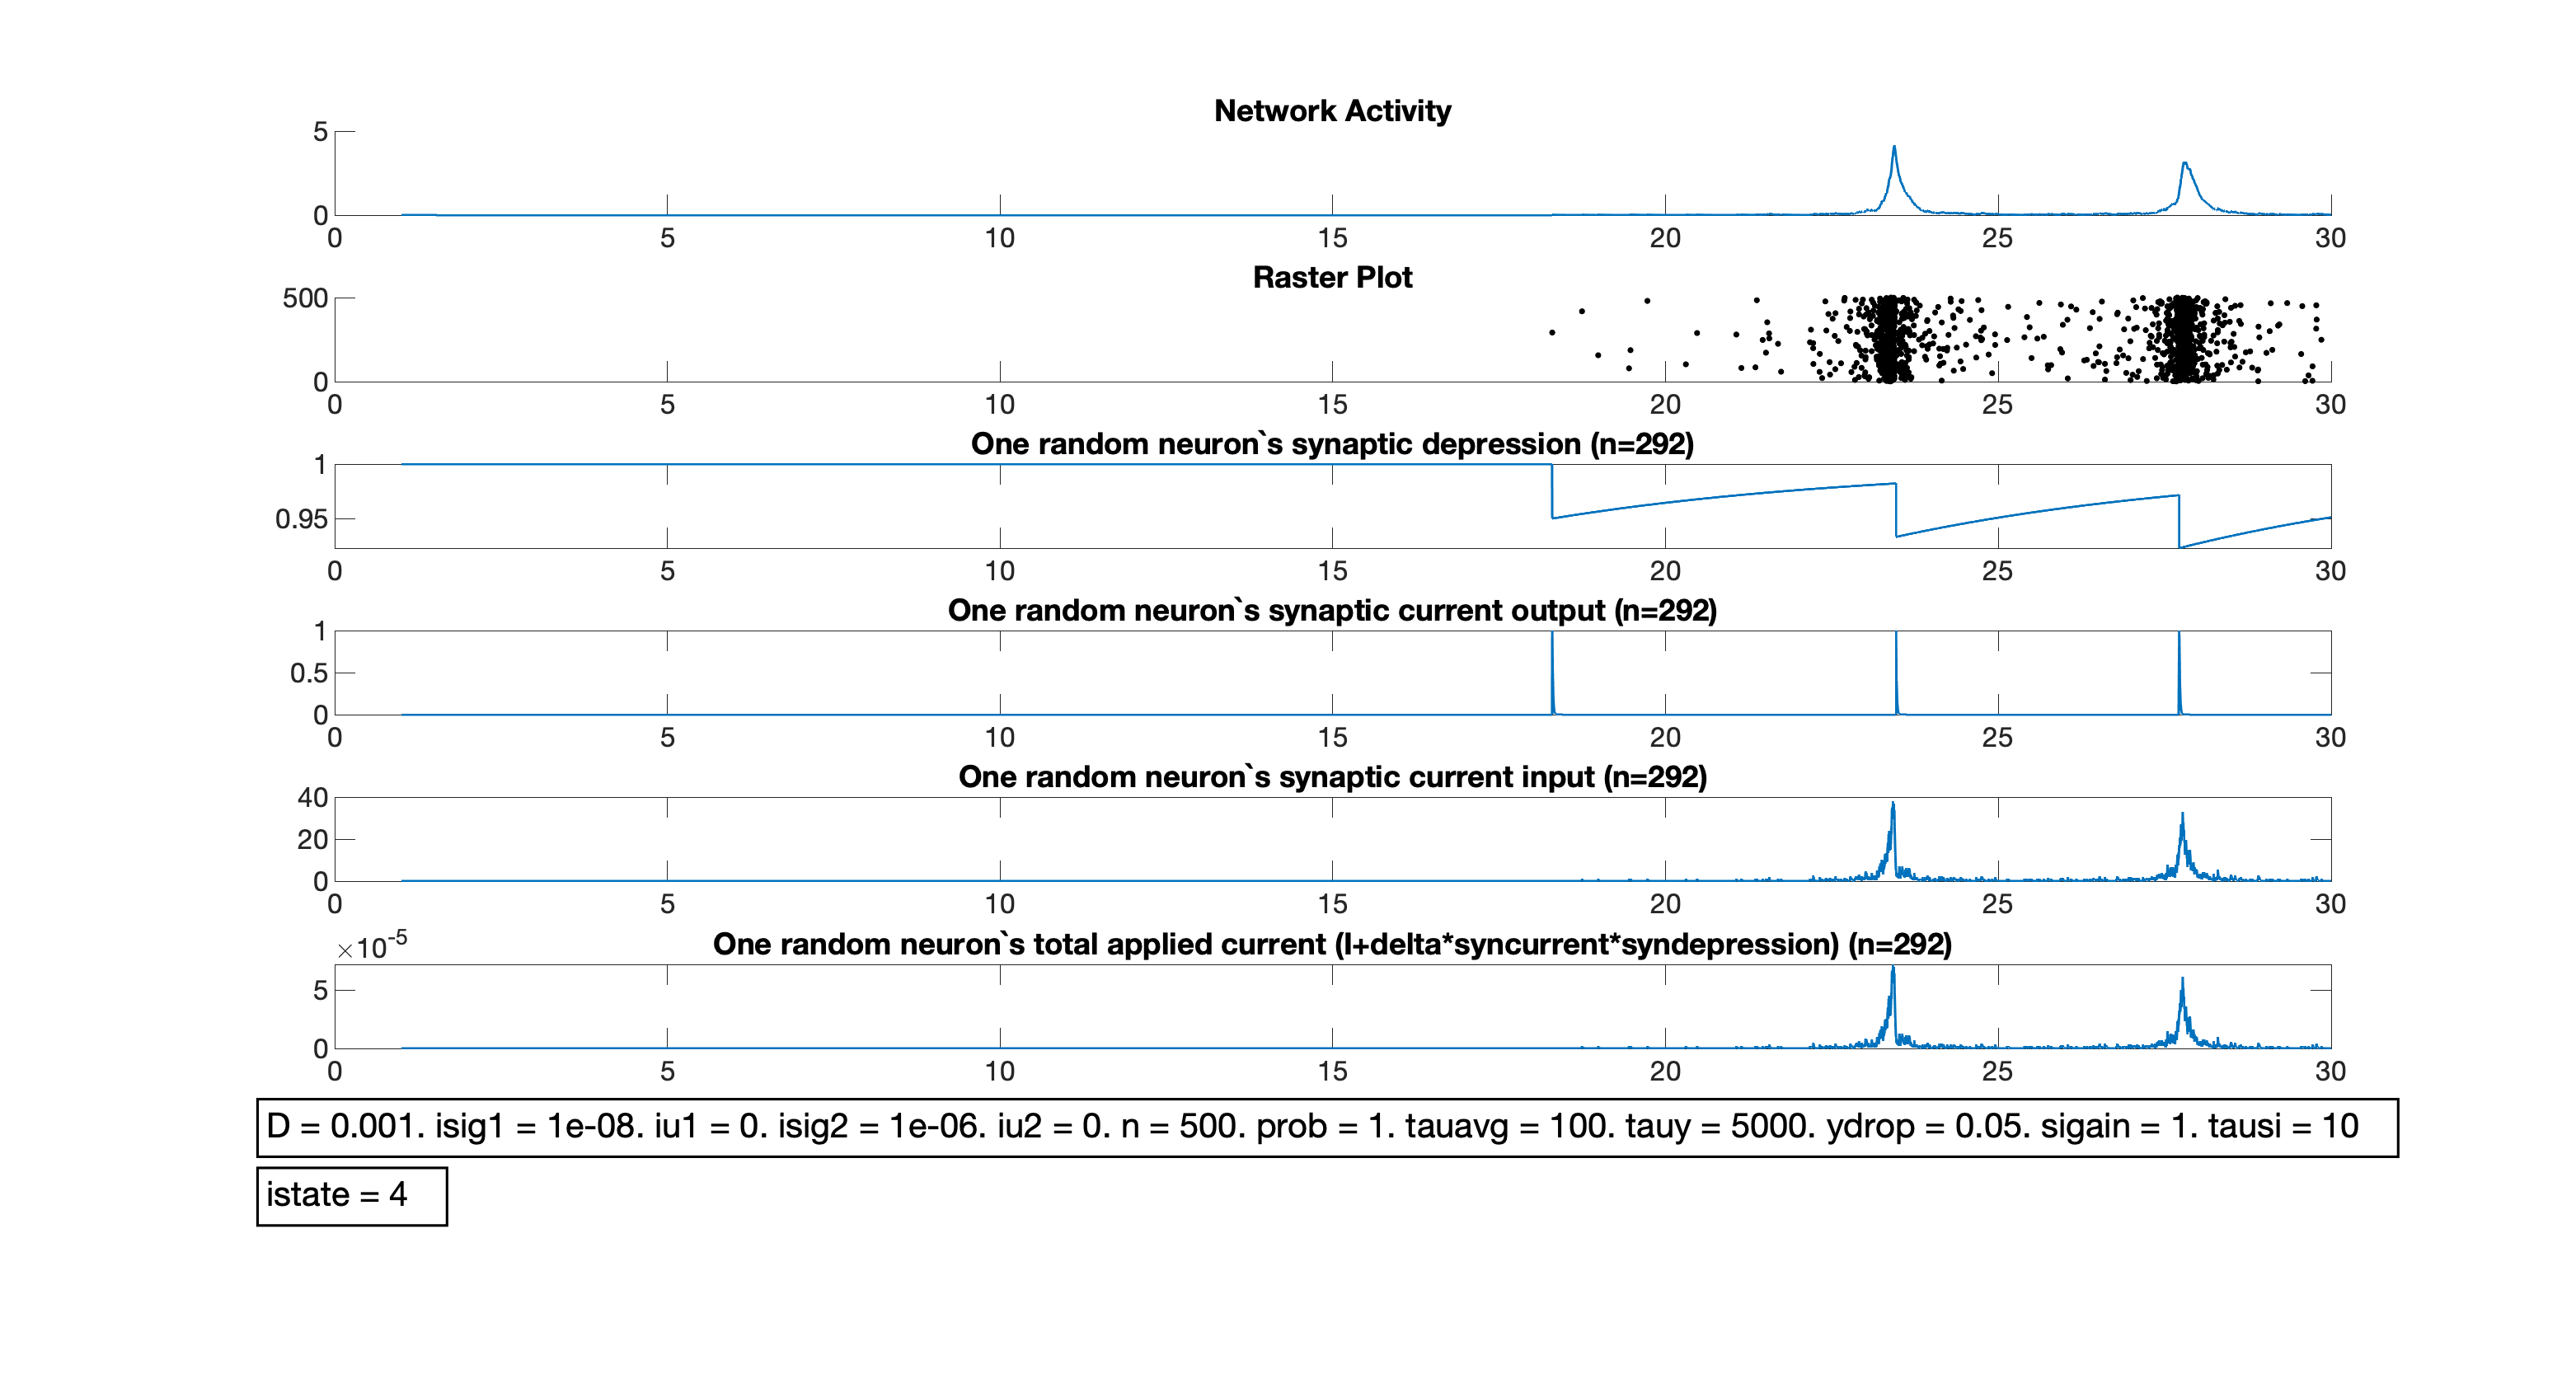 Network Activity
5
0
0 5 10 15 20 25 30
Raster Plot
500
0
0 5 10 15 20 25 30
One random neuron`s synaptic depression (n=292)
1
0.95
0 5 10 15 20 25 30
One random neuron`s synaptic current output (n=292)
1
0.5
0
0 5 10 15 20 25 30
One random neuron`s synaptic current input (n=292)
40
20
0
0 5 10 15 20 25 30
×10-5
One random neuron`s total applied current (I+delta*syncurrent*syndepression) (n=292)
5
0
0 5 10 15 20 25 30
D = 0.001. isig1 = 1e-08. iu1 = 0. isig2 = 1e-06. iu2 = 0. n = 500. prob = 1. tauavg = 100. tauy = 5000. ydrop = 0.05. sigain = 1. tausi = 10
istate = 4